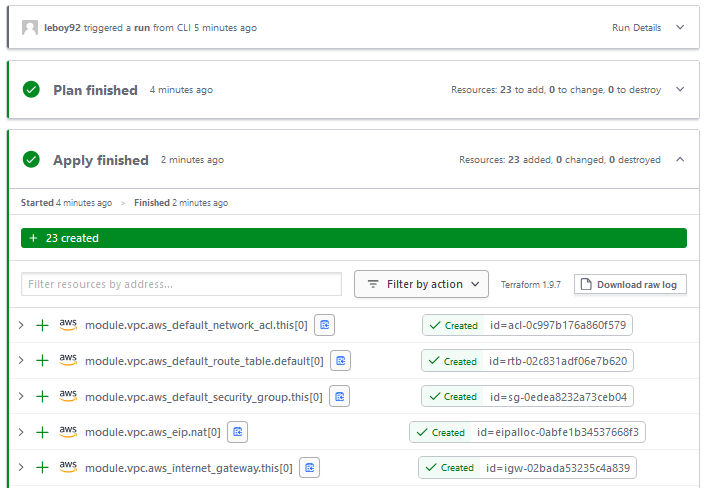 leboy92 triggered a run from CLI 5 minutes ago Run Details
Plan finished 4 minutes ago Resources: 23 to add, 0 to change, 0 to destroy
Apply finished 2 minutes ago Resources: 23 added, 0 changed, 0 destroyed
Started 4 minutes ago > Finished 2 minutes ago
+ 23 created
Filter resources by address... Filter by action Terraform 1.9.7 Download raw log
aws module.vpc.aws_default_network_acl.this[0] Created id=acl-0c997b176a860f579
aws module.vpc.aws_default_route_table.default[0] Created id=rtb-02c831adf06e7b620
aws module.vpc.aws_default_security_group.this[0] Created id=sg-0edea8232a73ceb04
aws module.vpc.aws_eip.nat[0] Created id=eipalloc-0abfe1b34537668f3
aws module.vpc.aws_internet_gateway.this[0] Created id=igw-02bada53235c4a839